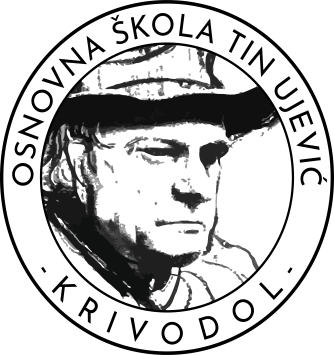 OSNOVNA ŠKOLA TIN UJEVIĆ
- KRIVODOL -